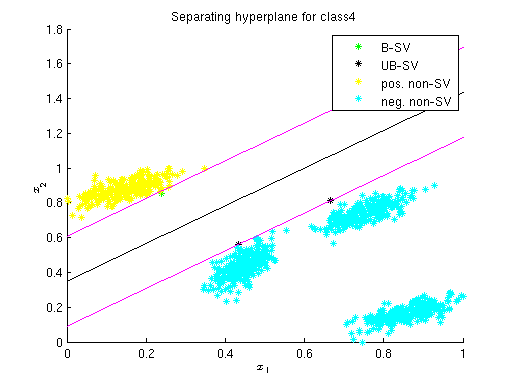 Separating hyperplane for class4
1.8
1.6
1.4
1.2
1
0.8
0.6
0.4
0.2
0
x2
B-SV
UB-SV
pos. non-SV
neg. non-SV
0
0.2
0.4
0.6
0.8
1
x1